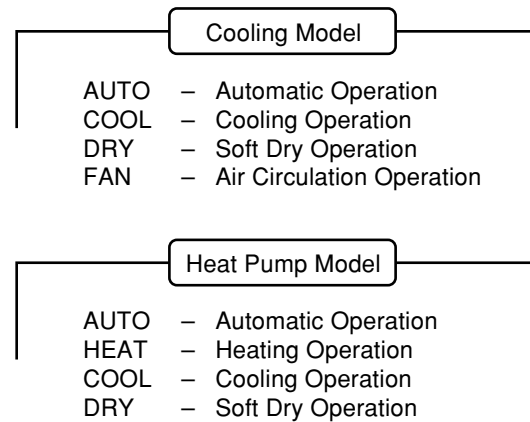 Cooling Model
AUTO – Automatic Operation
COOL – Cooling Operation
DRY – Soft Dry Operation
FAN – Air Circulation Operation
Heat Pump Model
AUTO – Automatic Operation
HEAT – Heating Operation
COOL – Cooling Operation
DRY – Soft Dry Operation